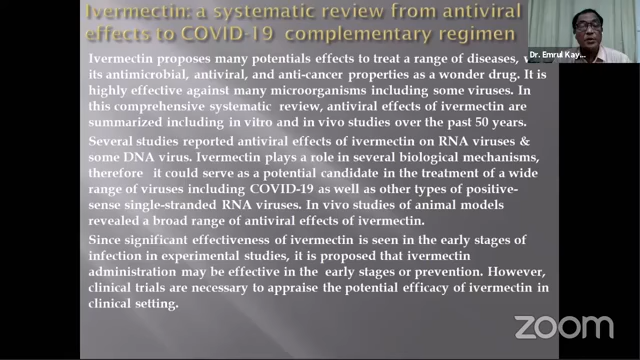 Ivermectin: a systematic review from antiviral
effects to COVID-19 complementary regimen
Dr. Emrul Kay...
Ivermectin proposes many potentials effects to treat a range of diseases,
its antimicrobial, antiviral, and anti-cancer properties as a wonder drug. It is
highly effective against many microorganisms including some viruses. In
this comprehensive systematic review, antiviral effects of ivermectin are
summarized including in vitro and in vivo studies over the past 50 years.
Several studies reported antiviral effects of ivermectin on RNA viruses &
some DNA virus. Ivermectin plays a role in several biological mechanisms,
therefore it could serve as a potential candidate in the treatment of a wide
range of viruses including COVID-19 as well as other types of positive-
sense single-stranded RNA viruses. In vivo studies of animal models
revealed a broad range of antiviral effects of ivermectin.
Since significant effectiveness of ivermectin is seen in the early stages of
infection in experimental studies, it is proposed that ivermectin
administration may be effective in the early stages or prevention. However,
clinical trials are necessary to appraise the potential efficacy of ivermectin in
clinical setting.
zoom